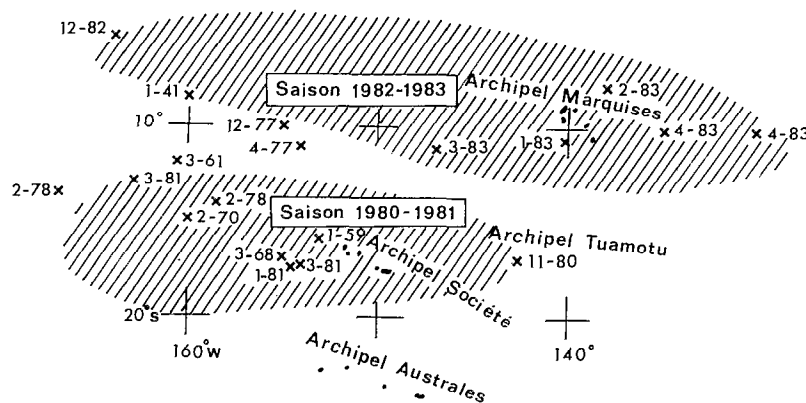 12-82
1-41
Saison 1982-1983
Archipel Marquises
2-83
10°
12-77
4-77
3-83
1-83
4-83
4-83
3-61
3-81
2-78
2-78
2-70
Saison 1980-1981
1-59
Archipel Tuamotu
3-68
1-81
3-81
11-80
Archipel Société
20°s
160°w
140°
Archipel Australes